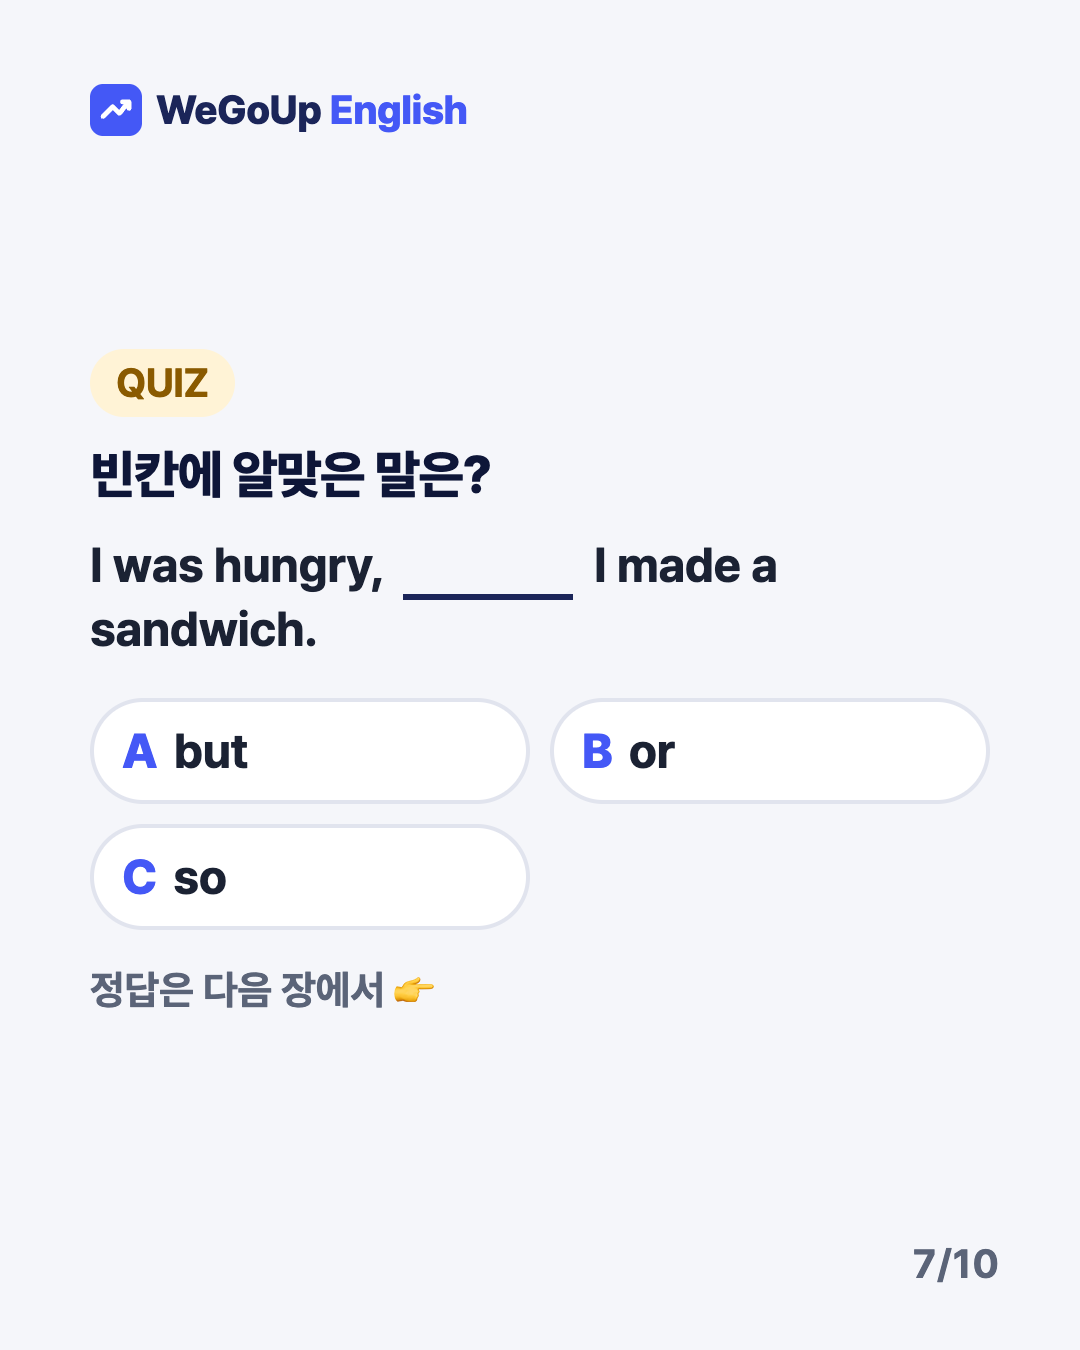 WeGoUp English
QUIZ
빈칸에 알맞은 말은?
I was hungry, ______ I made a
sandwich.
A but
B or
C so
정답은 다음 장에서 👉
7/10